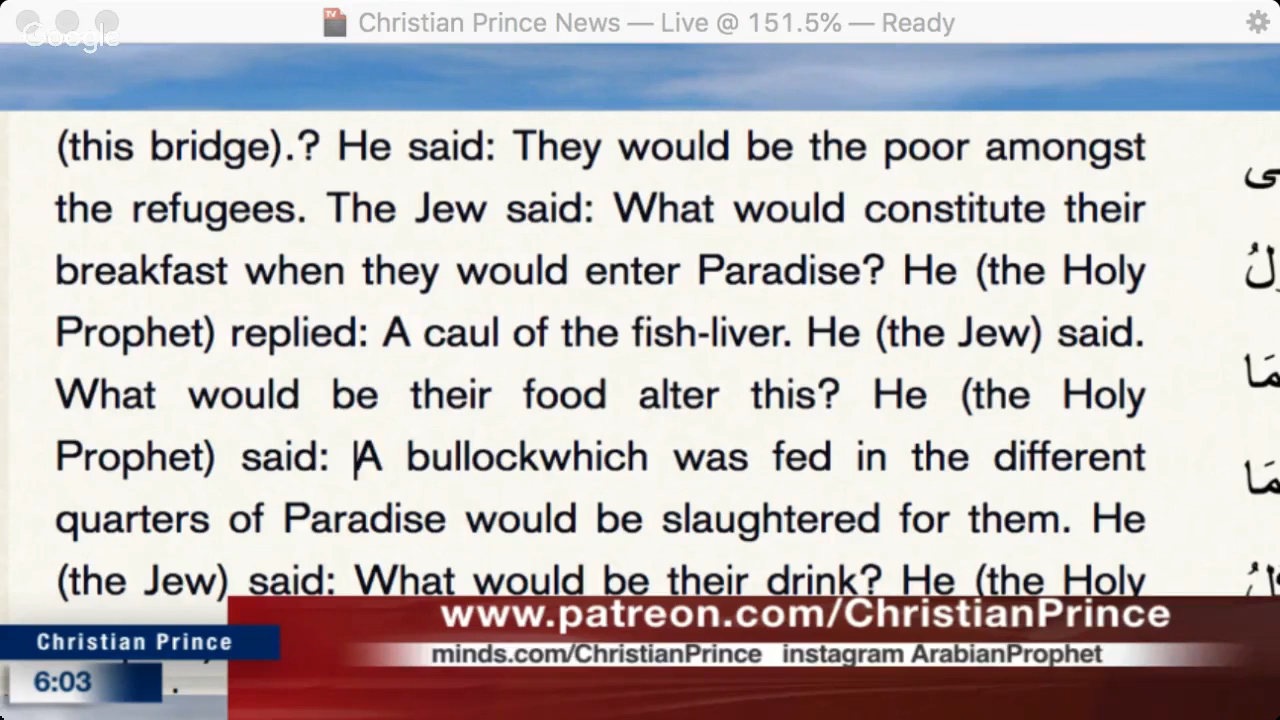 Christian Prince News — Live @ 151.5% — Ready
Google
(this bridge).? He said: They would be the poor amongst
the refugees. The Jew said: What would constitute their
breakfast when they would enter Paradise? He (the Holy
Prophet) replied: A caul of the fish-liver. He (the Jew) said.
What would be their food alter this? He (the Holy
Prophet) said: A bullockwhich was fed in the different
quarters of Paradise would be slaughtered for them. He
(the Jew) said: What would be their drink? He (the Holy
www.patreon.com/ChristianPrince
Christian Prince
minds.com/ChristianPrince instagram ArabianProphet
6:03